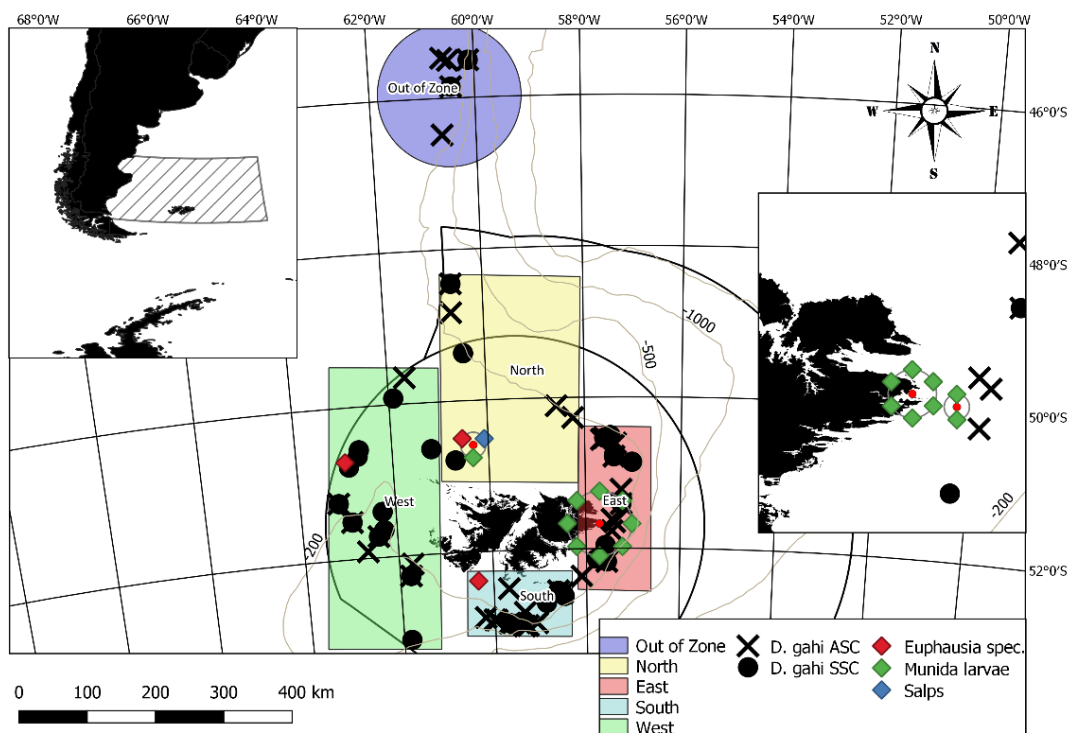 68°0'W 66°0'W 64°0'W 62°0'W 60°0'W 58°0'W 56°0'W 54°0'W 52°0'W 50°0'W
Out of Zone
N
W E
S
46°0'S
48°0'S
-1000
-500
North
50°0'S
West
East
-200
-200
52°0'S
South
Out of Zone
North
East
South
West
D. gahi ASC
D. gahi SSC
Euphausia spec.
Munida larvae
Salps
0 100 200 300 400 km